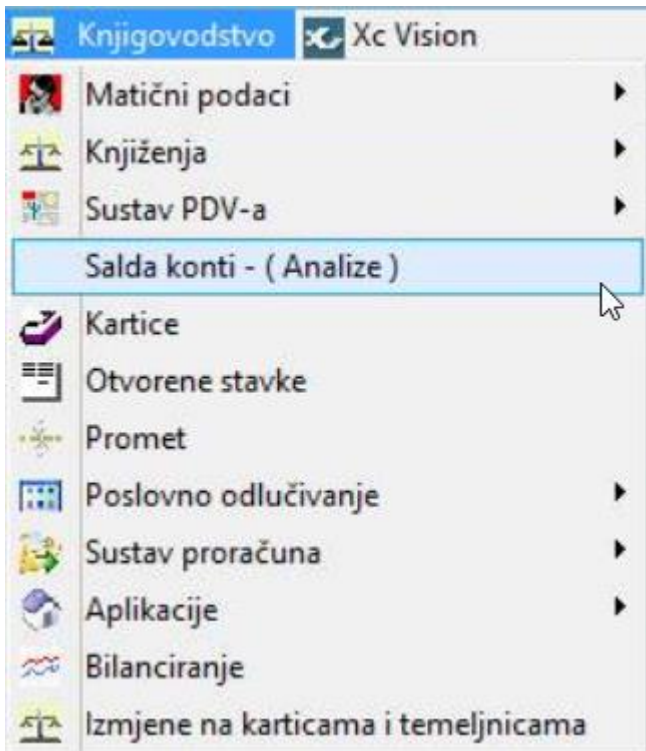 Knjigovodstvo Xc Vision
Matični podaci
Knjiženja
Sustav PDV-a
Salda konti - ( Analize )
Kartice
Otvorene stavke
Promet
Poslovno odlučivanje
Sustav proračuna
Aplikacije
Bilanciranje
Izmjene na karticama i temeljnicama